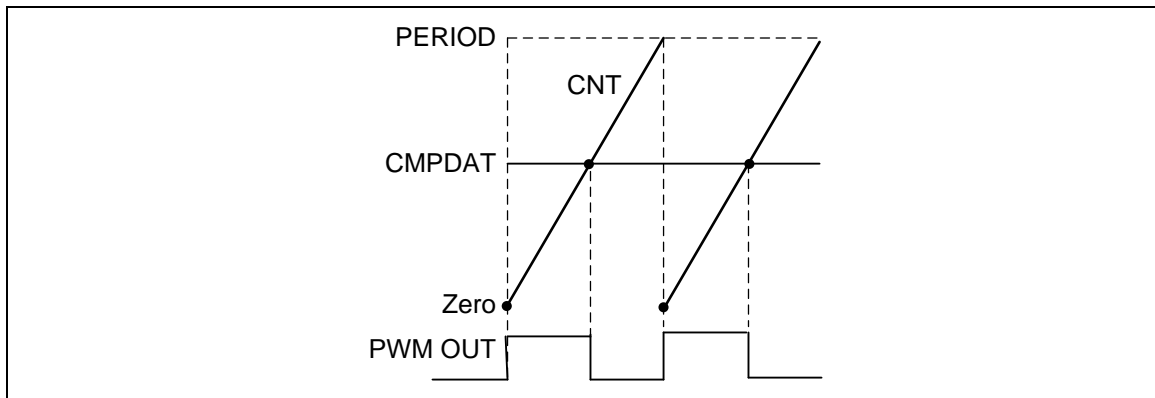 PERIOD
CNT
CMPDAT
Zero
PWM OUT